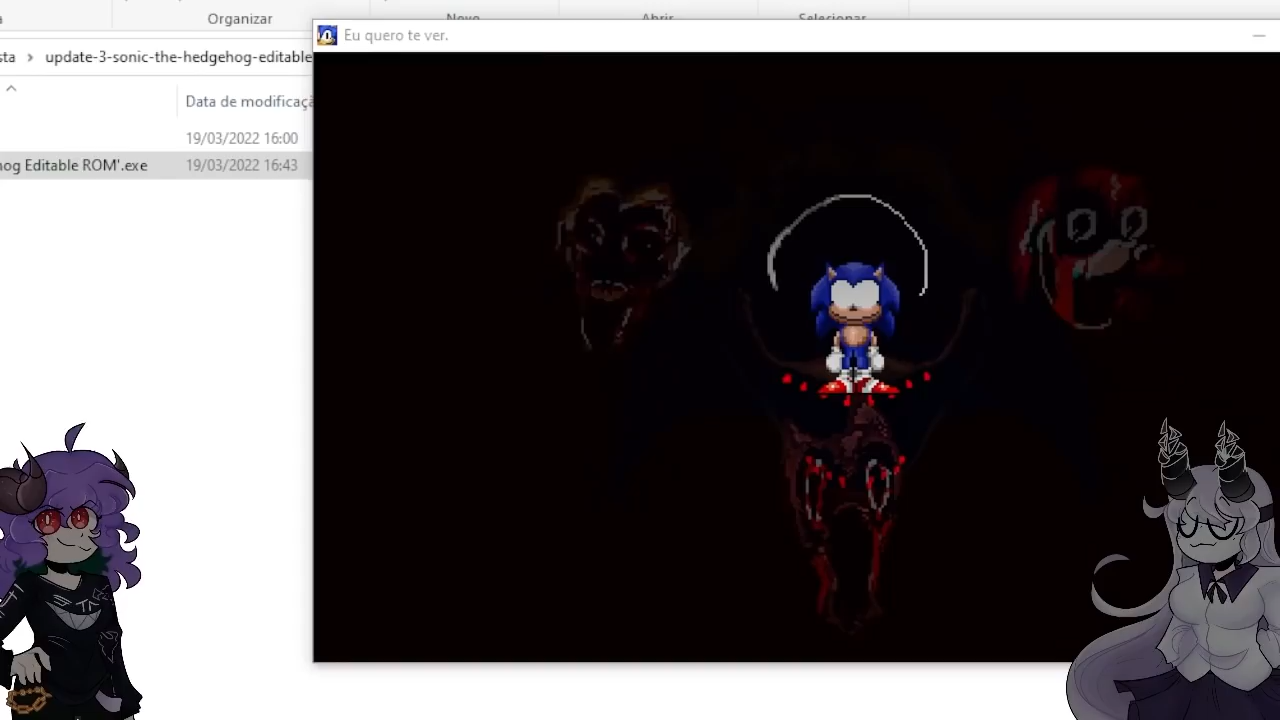 Organizar
Novo
Abrir
Selecionar
Eu quero te ver.
sta › update-3-sonic-the-hedgehog-editable
Data de modificaçã
19/03/2022 16:00
nog Editable ROM'.exe
19/03/2022 16:43